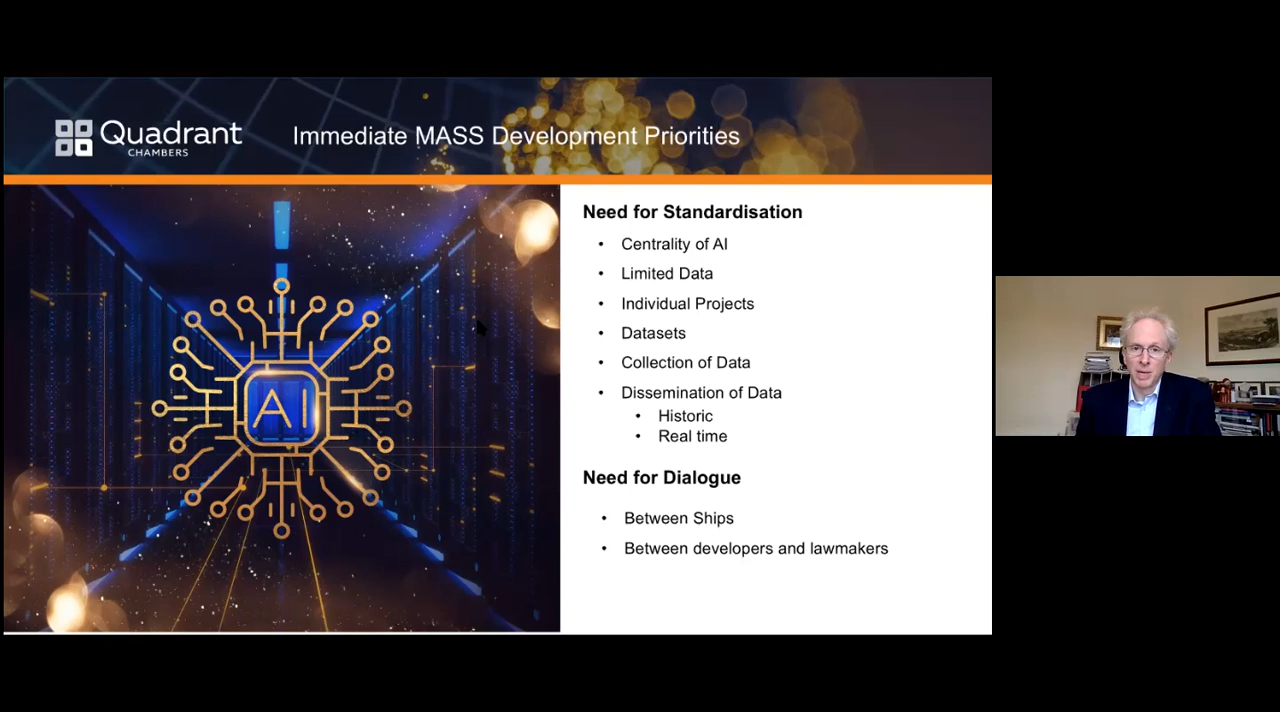 Quadrant
CHAMBERS
Immediate MASS Development Priorities
AI
Need for Standardisation
• Centrality of AI
• Limited Data
• Individual Projects
• Datasets
• Collection of Data
• Dissemination of Data
• Historic
• Real time
Need for Dialogue
• Between Ships
• Between developers and lawmakers